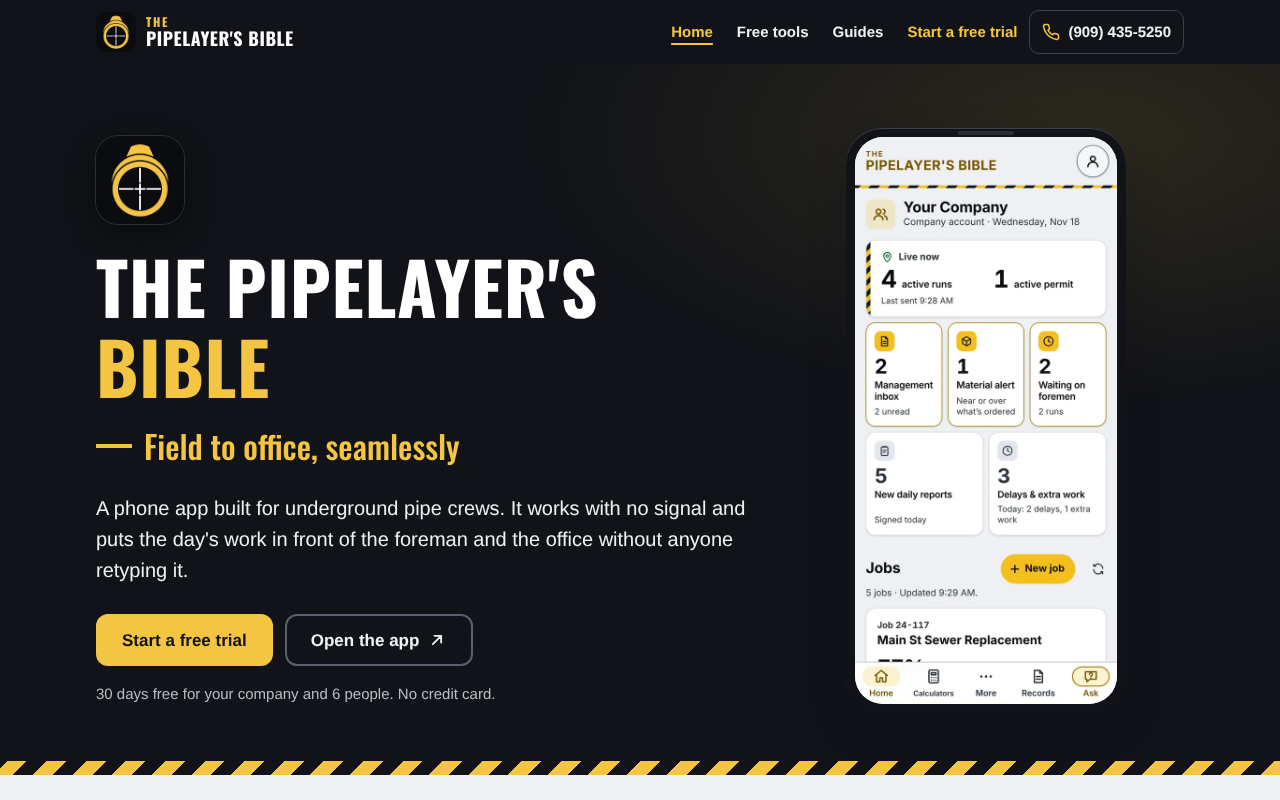 THE
PIPELAYER'S BIBLE
Home
Free tools
Guides
Start a free trial
(909) 435-5250
THE PIPELAYER'S
BIBLE
Field to office, seamlessly
A phone app built for underground pipe crews. It works with no signal and
puts the day's work in front of the foreman and the office without anyone
retyping it.
Start a free trial
Open the app
30 days free for your company and 6 people. No credit card.
THE
PIPELAYER'S BIBLE
Your Company
Company account · Wednesday, Nov 18
Live now
4 active runs
1 active permit
Last sent 9:28 AM
2
Management
inbox
2 unread
1
Material alert
Near or over
what's ordered
2
Waiting on
foremen
2 runs
5
New daily reports
Signed today
3
Delays & extra work
Today: 2 delays, 1 extra
work
Jobs
+ New job
5 jobs · Updated 9:29 AM.
Job 24-117
Main St Sewer Replacement
Home
Calculators
More
Records
Ask